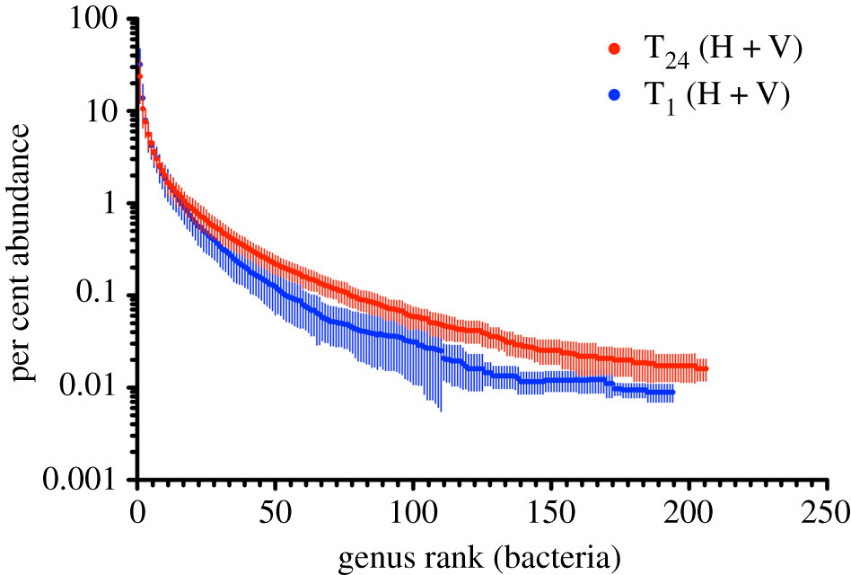 100
10
1
0.1
0.01
0.001
per cent abundance
T24 (H + V)
T1 (H + V)
0 50 100 150 200 250
genus rank (bacteria)